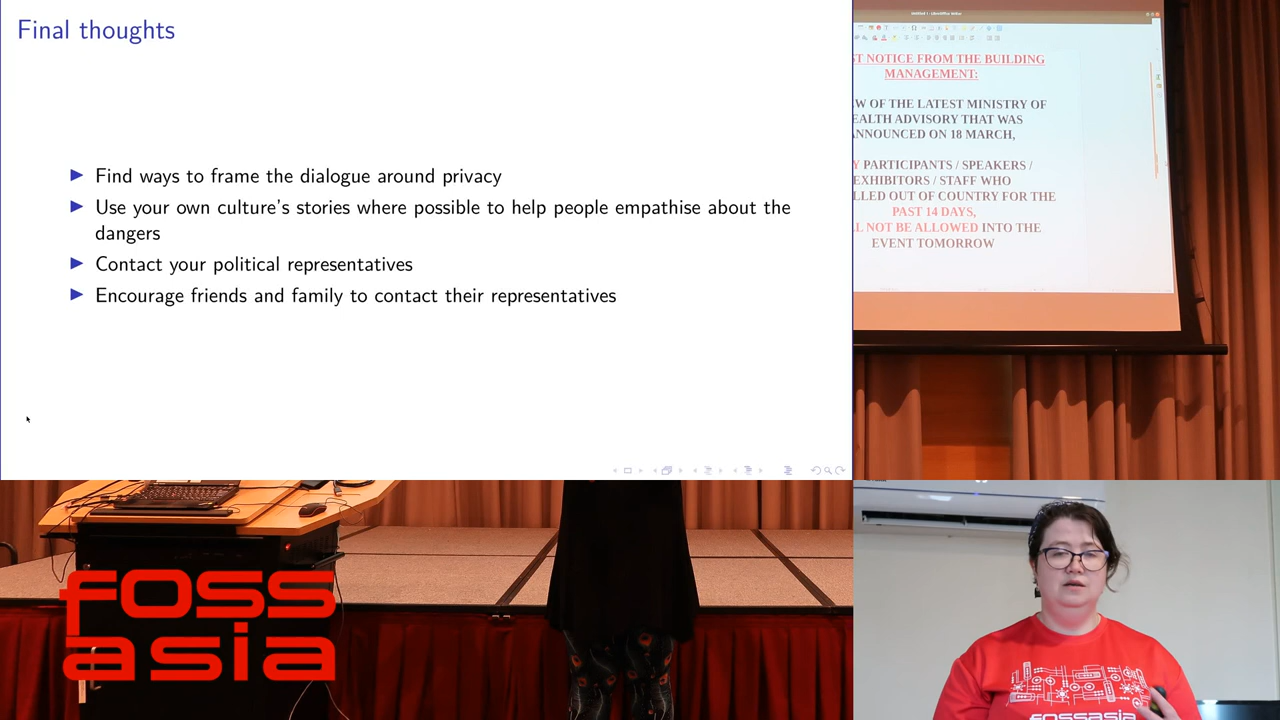 Final thoughts
Find ways to frame the dialogue around privacy
Use your own culture's stories where possible to help people empathise about the
dangers
Contact your political representatives
Encourage friends and family to contact their representatives
NOTICE FROM THE BUILDING
MANAGEMENT:
OF THE LATEST MINISTRY OF
ADVISORY THAT WAS
ON 18 MARCH,
PARTICIPANTS / SPEAKERS /
EXHIBITORS / STAFF WHO
OUT OF COUNTRY FOR THE
PAST 14 DAYS,
NOT BE ALLOWED INTO THE
EVENT TOMORROW
FOSS
asia
fossasia